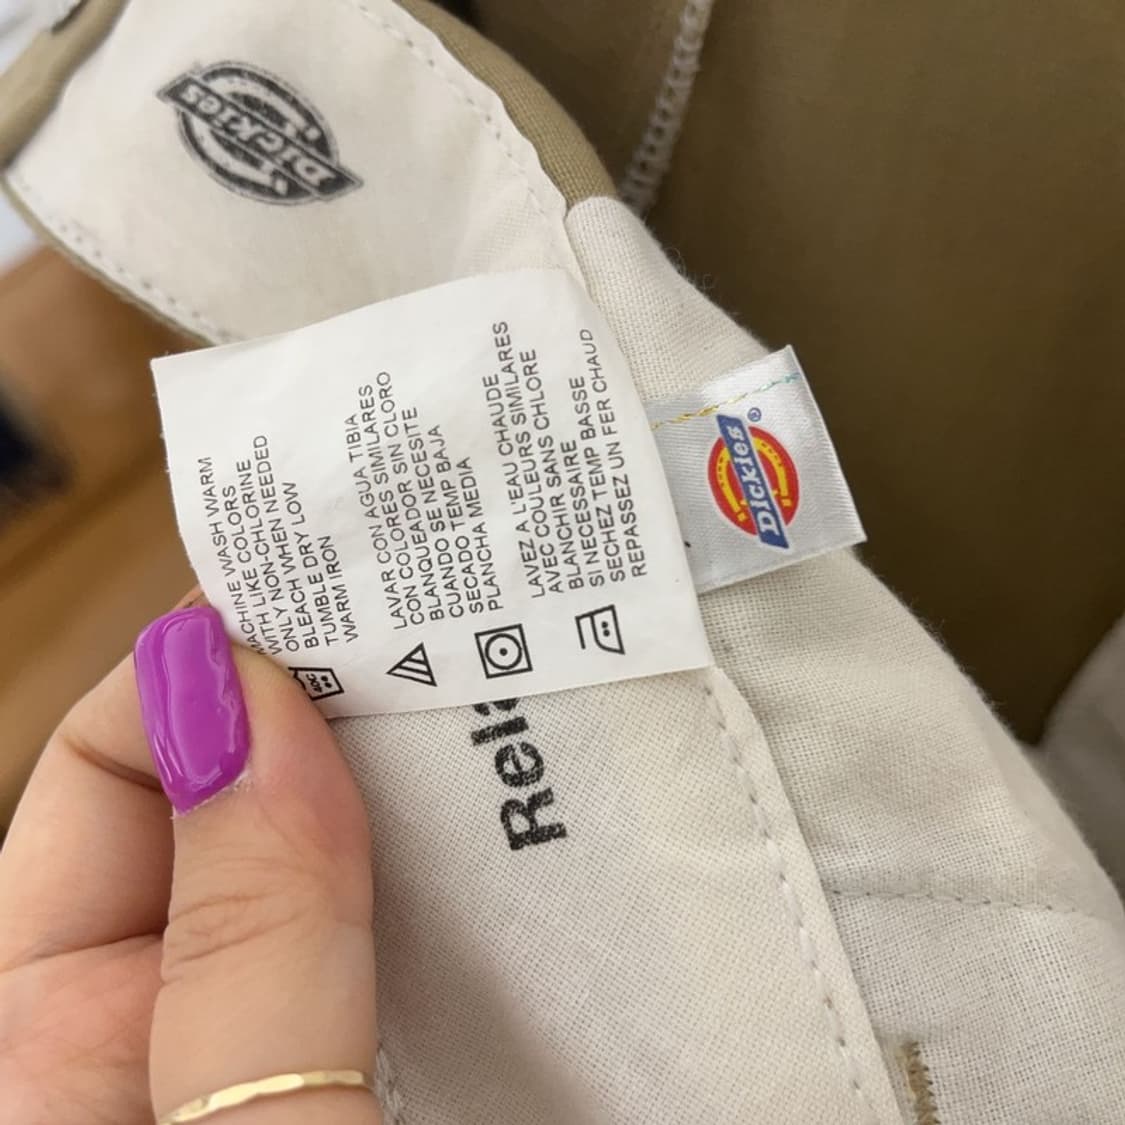 Dickies
MACHINE WASH WARM
WITH LIKE COLORS
ONLY NON-CHLORINE
BLEACH WHEN NEEDED
TUMBLE DRY LOW
WARM IRON
LAVAR CON AGUA TIBIA
CON COLORES SIMILARES
BLANQUEADOR SIN CLORO
CUANDO SE NECESITE
SECADO TEMP BAJA
PLANCHA MEDIA
LAVEZ A L'EAU CHAUDE
AVEC COULEURS SIMILARES
BLANCHIR SANS CHLORE
SI NECESSAIRE
SECHEZ TEMP BASSE
REPASSEZ UN FER CHAUD
40C
Dickies®
Rela